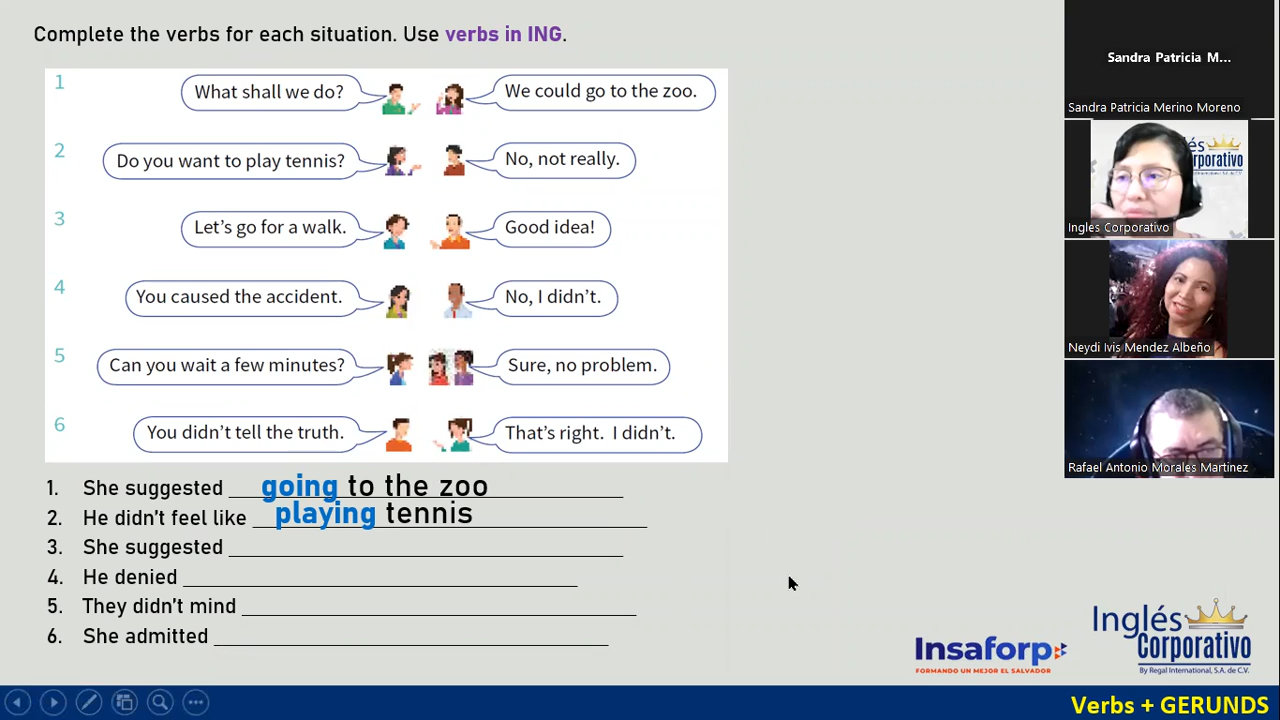 Complete the verbs for each situation. Use verbs in ING.
1 What shall we do? We could go to the zoo.
2 Do you want to play tennis? No, not really.
3 Let's go for a walk. Good idea!
4 You caused the accident. No, I didn't.
5 Can you wait a few minutes? Sure, no problem.
6 You didn't tell the truth. That's right. I didn't.
1. She suggested going to the zoo
2. He didn't feel like playing tennis
3. She suggested
4. He denied
5. They didn't mind
6. She admitted
Sandra Patricia M...
Sandra Patricia Merino Moreno
Ingles Corporativo
Neydi Ivis Mendez Albeño
Rafael Antonio Morales Martinez
Insaforp
FORMANDO UN MEJOR EL SALVADOR
Inglés
Corporativo
By Regal International, S.A. de C.V.
Verbs + GERUNDS